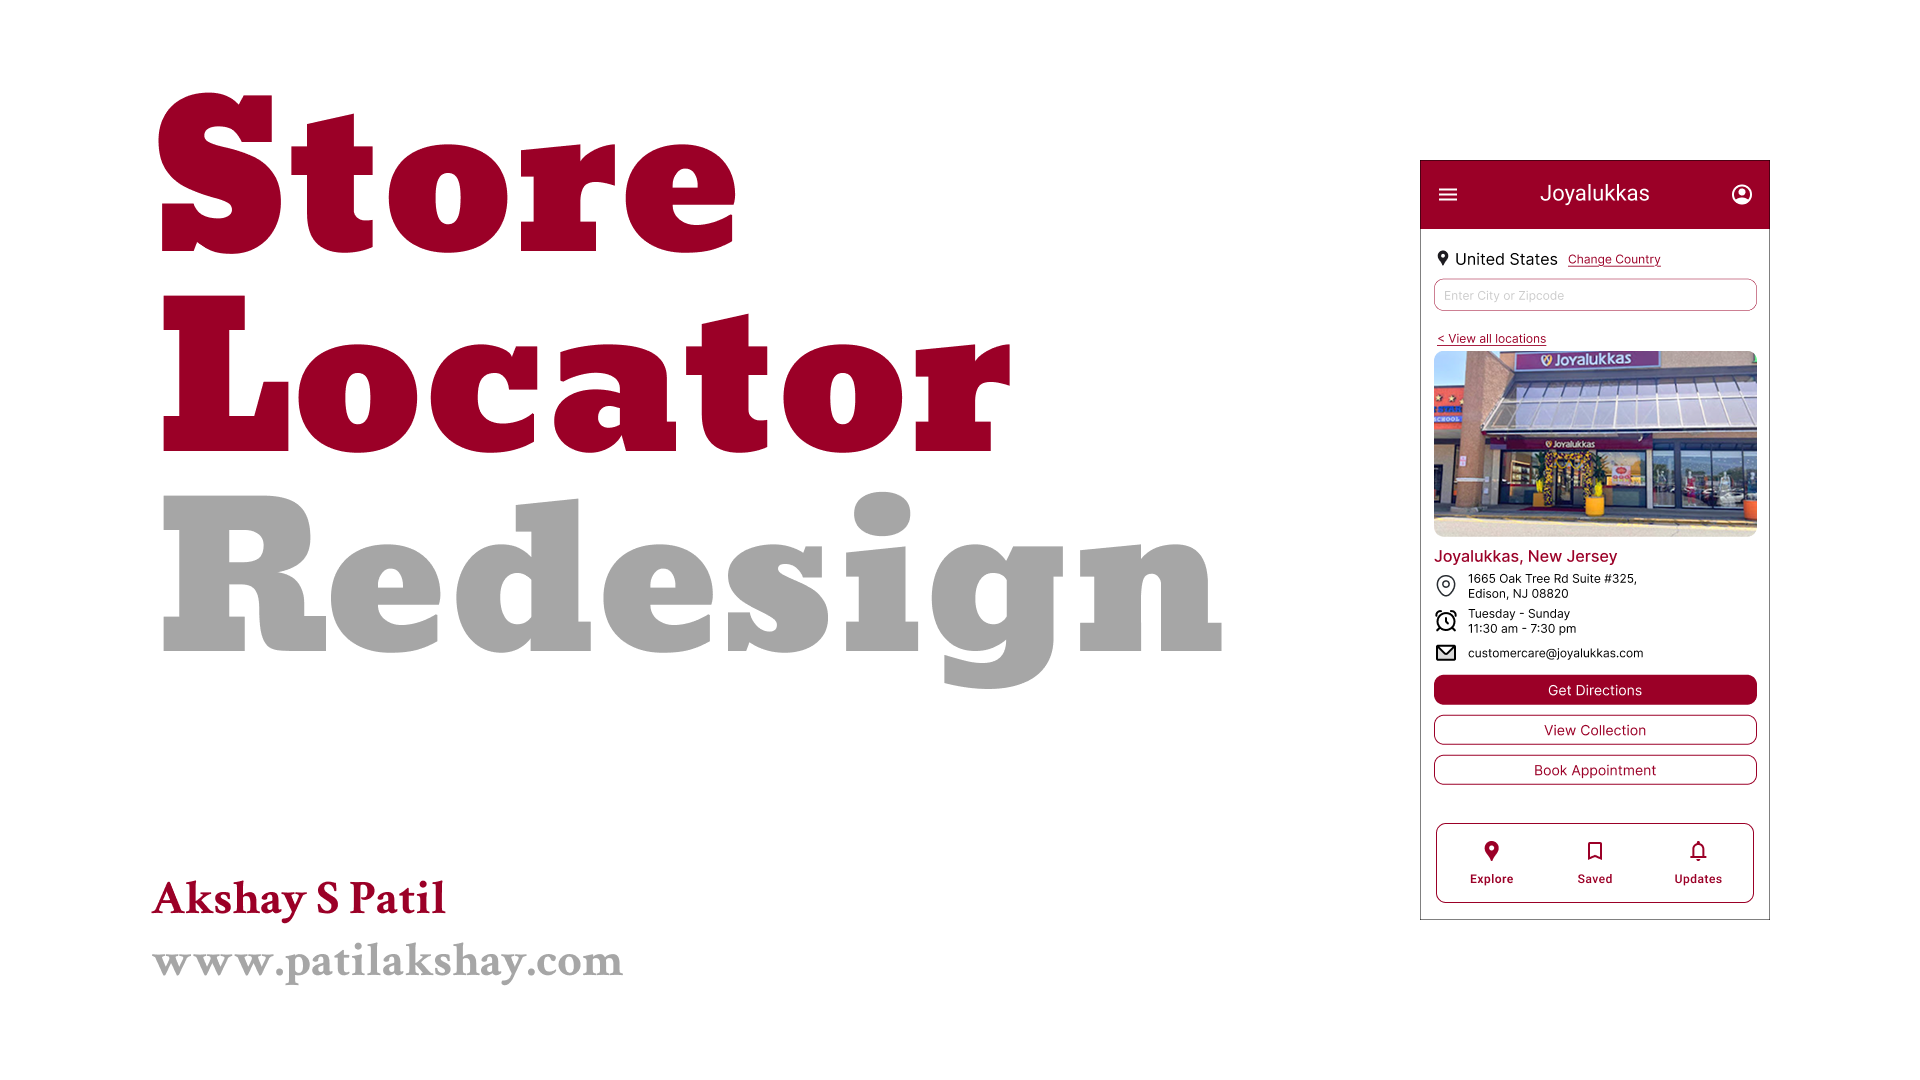 Store
Locator
Redesign
Akshay S Patil
www.patilakshay.com
Joyalukkas
United States Change Country
Enter City or Zipcode
< View all locations
Joyalukkas
Joyalukkas
SCHOOL
Joyalukkas, New Jersey
1665 Oak Tree Rd Suite #325,
Edison, NJ 08820
Tuesday - Sunday
11:30 am - 7:30 pm
customercare@joyalukkas.com
Get Directions
View Collection
Book Appointment
Explore Saved Updates